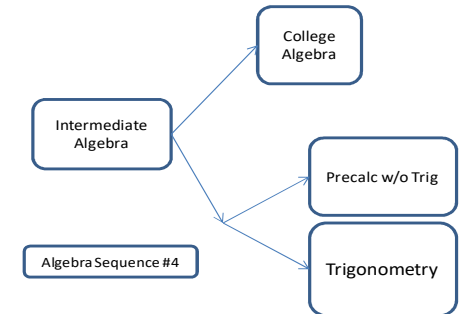 College
Algebra
Intermediate
Algebra
Precalc w/o Trig
Algebra Sequence #4
Trigonometry